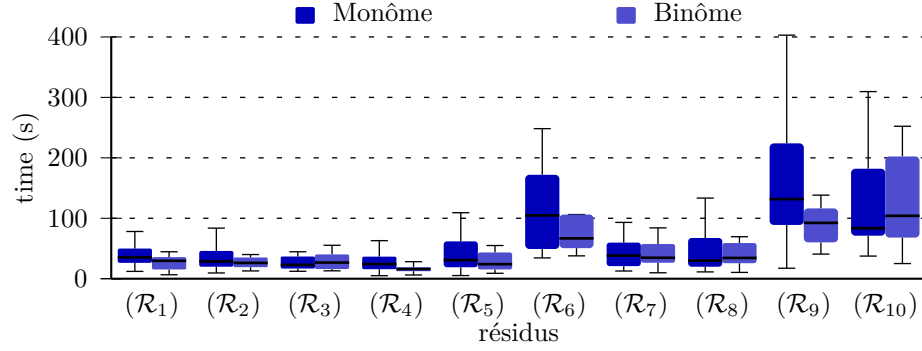 Monôme Binôme
400
300
200
100
0
time (s)
(R₁) (R₂) (R₃) (R₄) (R₅) (R₆) (R₇) (R₈) (R₉) (R₁₀)
résidus